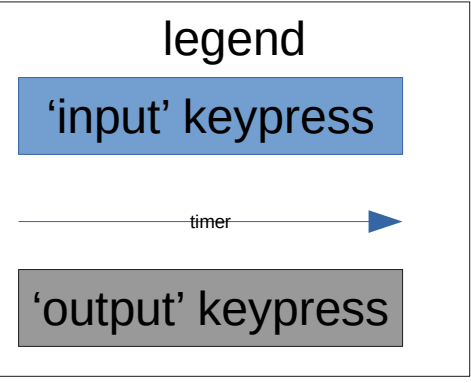 legend
‘input’ keypress
timer
‘output’ keypress